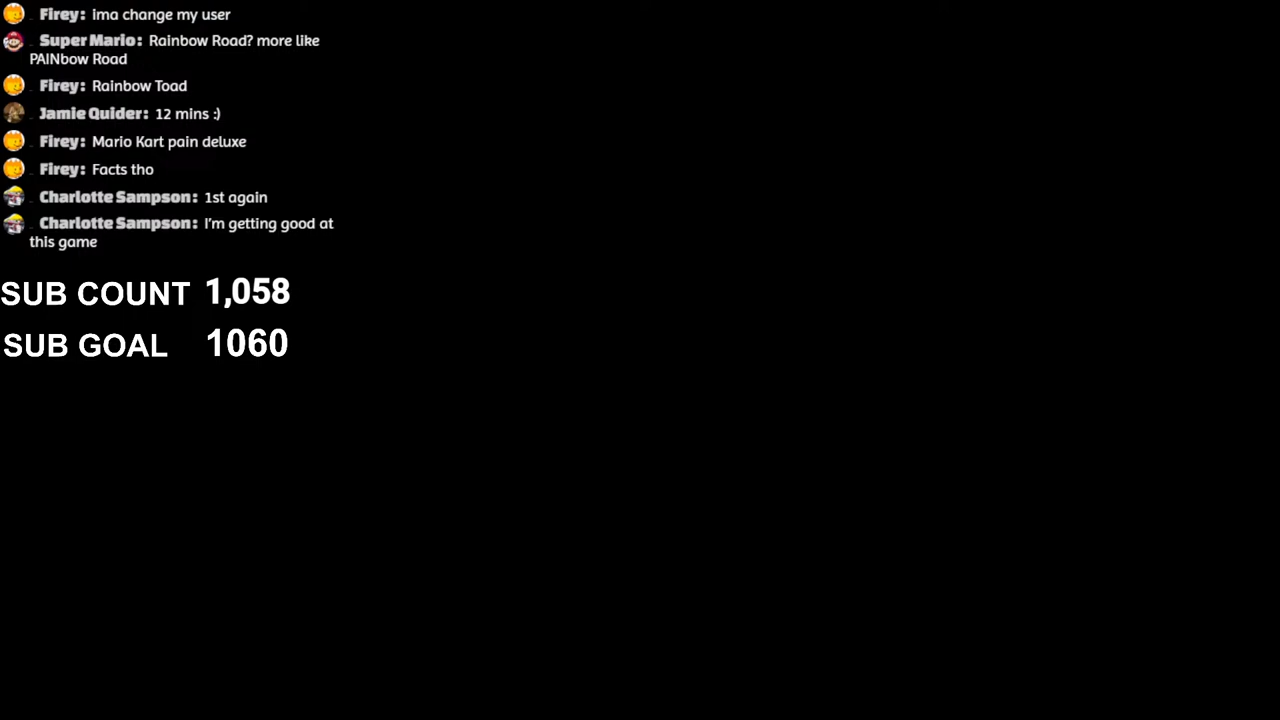 Firey: ima change my user
Super Mario: Rainbow Road? more like
PAINbow Road
Firey: Rainbow Toad
Jamie Quider: 12 mins :)
Firey: Mario Kart pain deluxe
Firey: Facts tho
Charlotte Sampson: 1st again
Charlotte Sampson: I'm getting good at
this game
SUB COUNT 1,058
SUB GOAL 1060